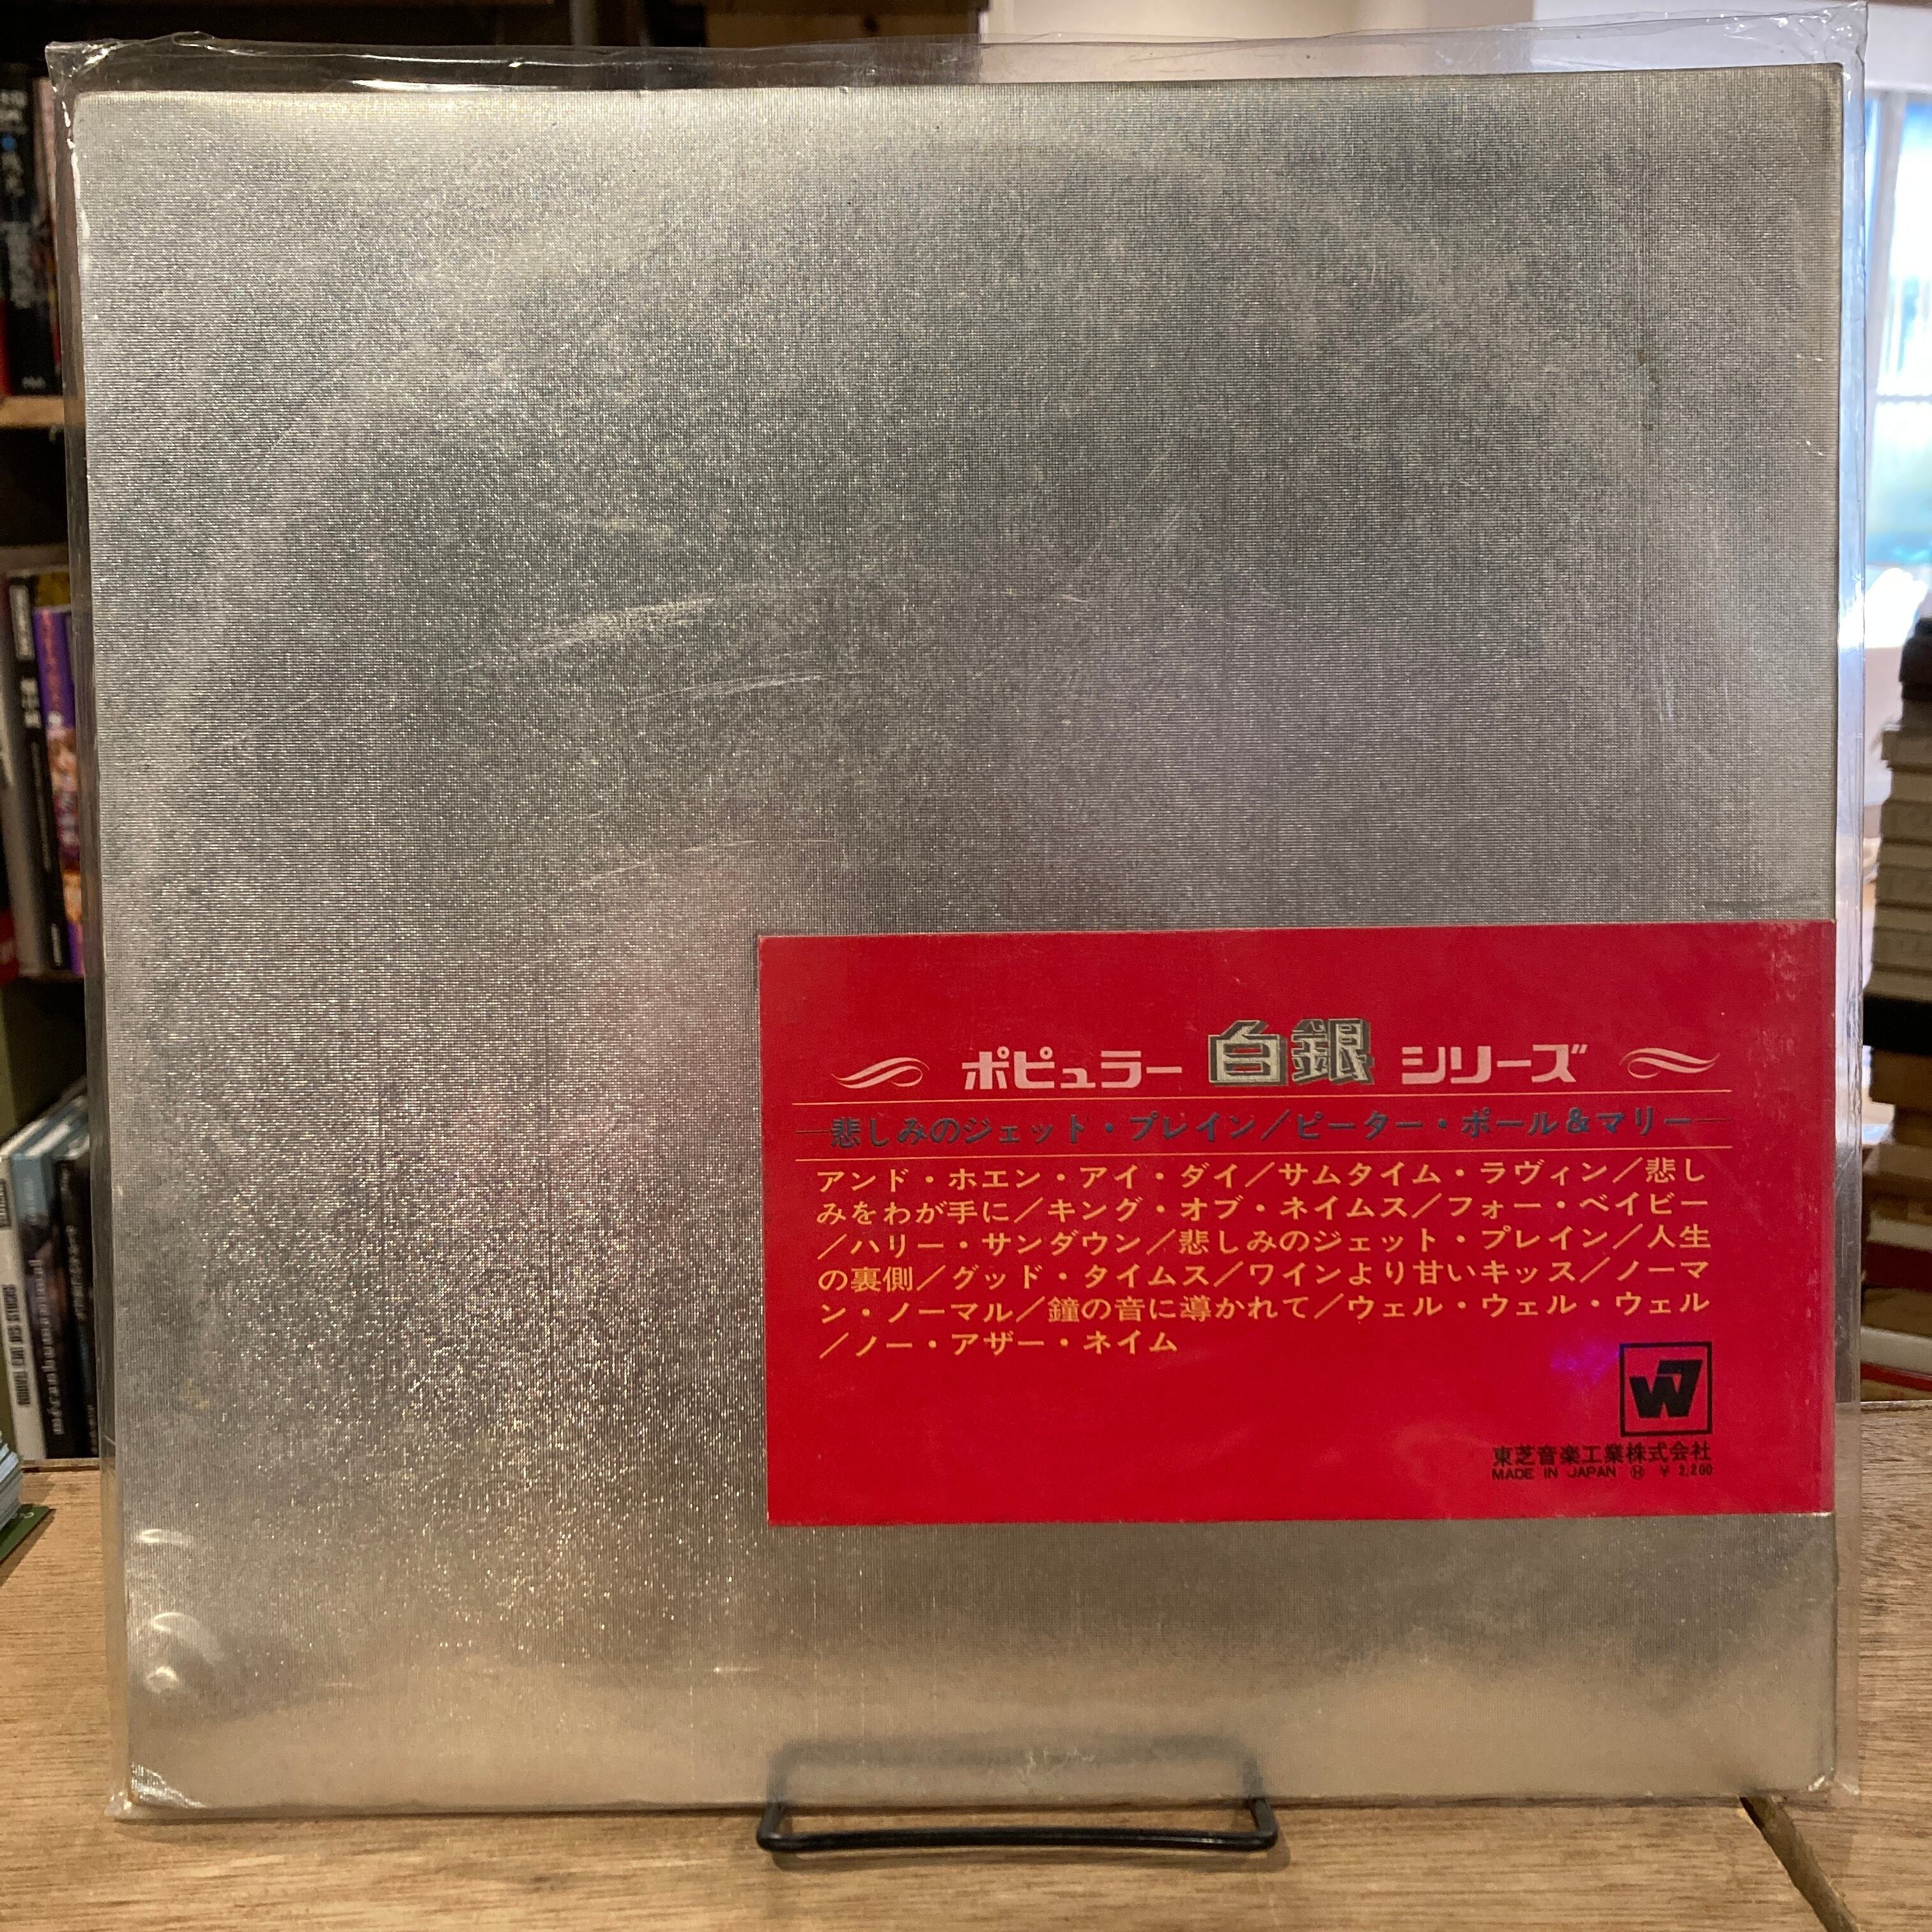 ポピュラー 白銀 シリーズ
悲しみのジェット・プレイン／ピーター・ポール&マリー
アンド・ホエン・アイ・ダイ／サムタイム・ラヴィン／悲し
みをわが手に／キング・オブ・ネイムス／フォー・ベイビー
／ハリー・サンダウン／悲しみのジェット・プレイン／人生
の裏側／グッド・タイムス／ワインより甘いキッス／ノーマ
ン・ノーマル／鐘の音に導かれて／ウェル・ウェル・ウェル
／ノー・アザー・ネイム
W7
東芝音楽工業株式会社
MADE IN JAPAN Ⓗ ¥ 2,200